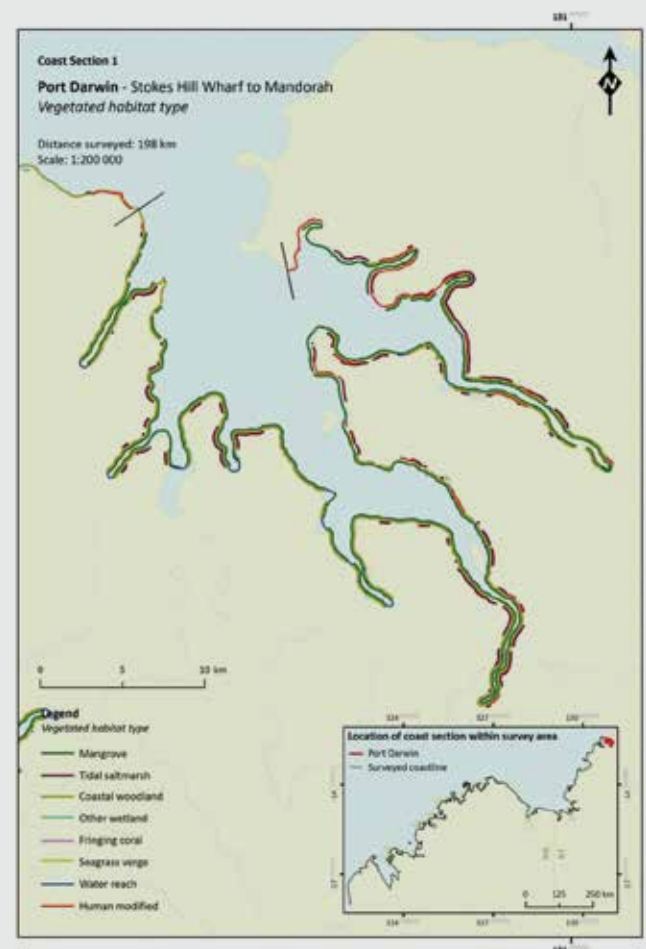 Coast Section 1
Port Darwin - Stokes Hill Wharf to Mandorah
Vegetated habitat type
Distance surveyed: 198 km
Scale: 1:200 000
N
0 5 10 km
Legend
Vegetated habitat type
Mangrove
Tidal saltmarsh
Coastal woodland
Other wetland
Fringing coral
Seagrass verge
Water reach
Human modified
Location of coast section within survey area
Port Darwin
Surveyed coastline
0 125 250 km